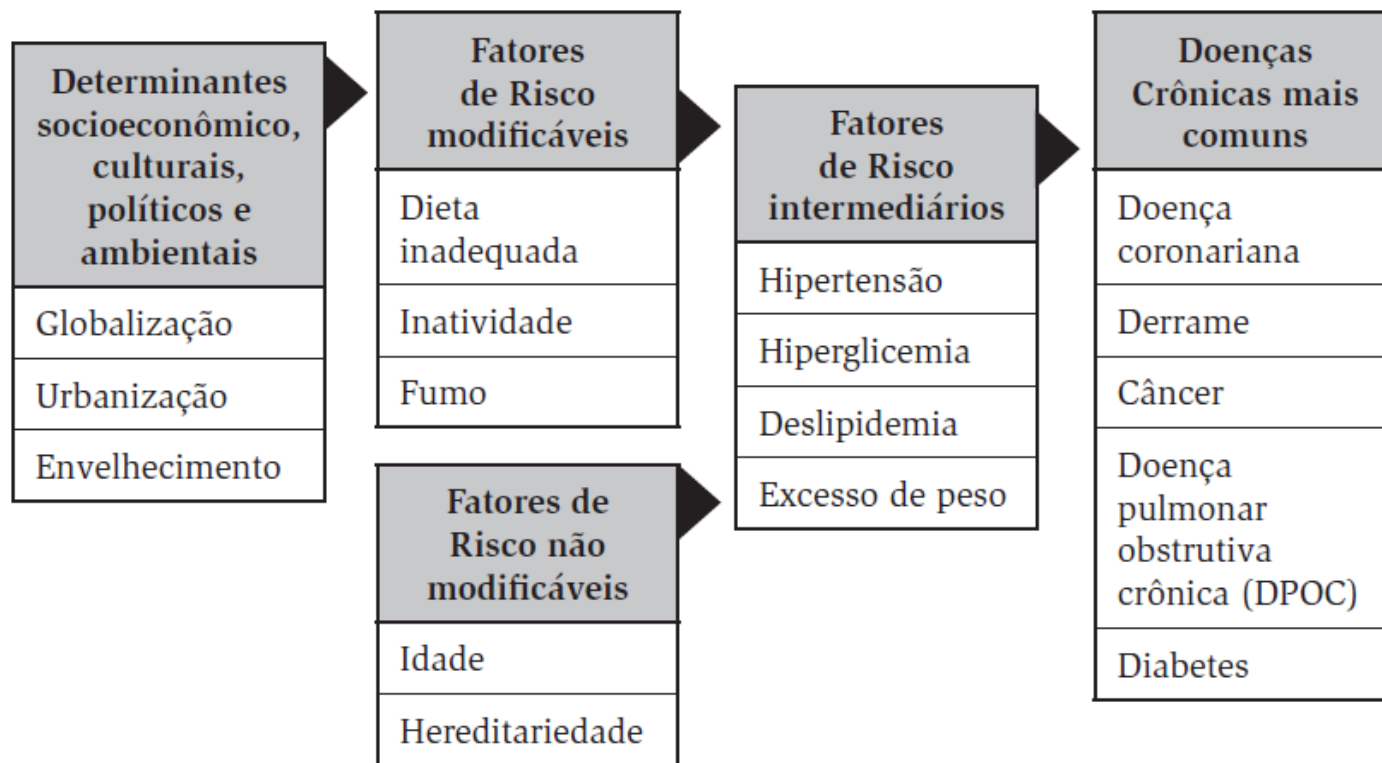 Determinantes
socioeconômico,
culturais,
políticos e
ambientais
Globalização
Urbanização
Envelhecimento
Fatores
de Risco
modificáveis
Dieta
inadequada
Inatividade
Fumo
Fatores de
Risco não
modificáveis
Idade
Hereditariedade
Fatores
de Risco
intermediários
Hipertensão
Hiperglicemia
Deslipidemia
Excesso de peso
Doenças
Crônicas mais
comuns
Doença
coronariana
Derrame
Câncer
Doença
pulmonar
obstrutiva
crônica (DPOC)
Diabetes